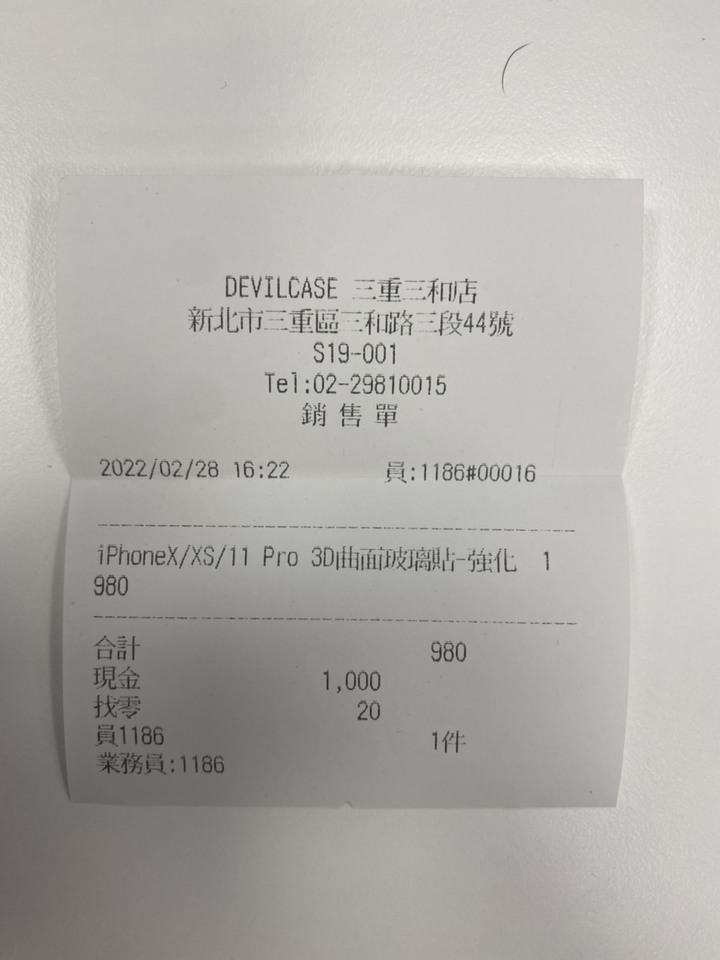 DEVILCASE 三重三和店
新北市三重區三和路三段44號
S19-001
Tel:02-29810015
銷售單
2022/02/28 16:22 員:1186#00016
iPhoneX/XS/11 Pro 3D曲面玻璃貼-強化 1
980
合計 980
現金 1,000
找零 20
員1186 1件
業務員:1186